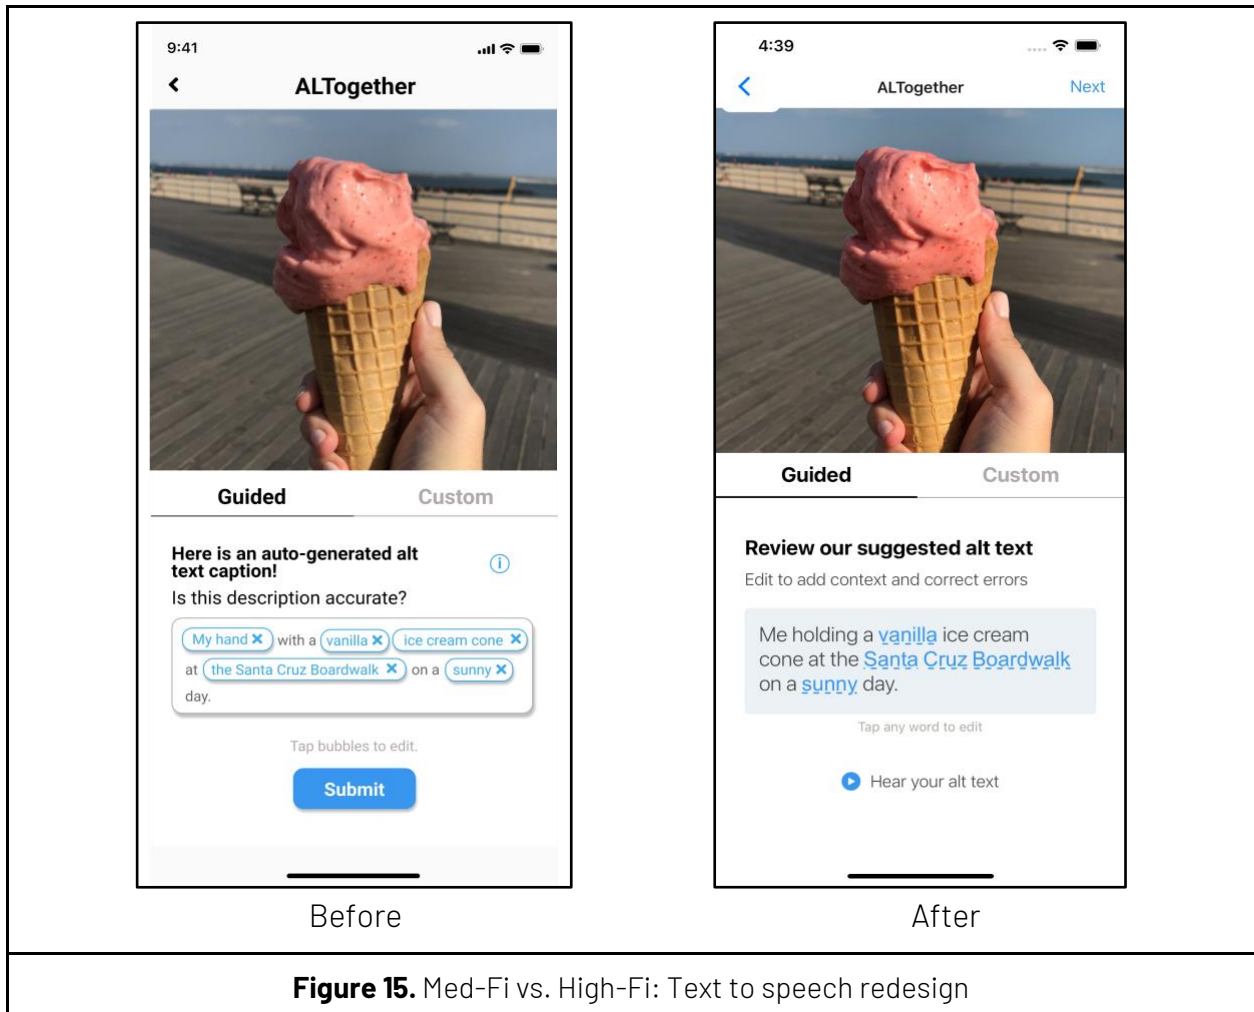 9:41
ALTogether
Guided Custom
Here is an auto-generated alt
text caption!
Is this description accurate?
My hand with a vanilla ice cream cone
at the Santa Cruz Boardwalk on a sunny
day.
Tap bubbles to edit.
Submit
Before
4:39
ALTogether Next
Guided Custom
Review our suggested alt text
Edit to add context and correct errors
Me holding a vanilla ice cream
cone at the Santa Cruz Boardwalk
on a sunny day.
Tap any word to edit
Hear your alt text
After
Figure 15. Med-Fi vs. High-Fi: Text to speech redesign